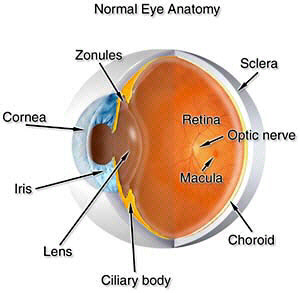 Normal Eye Anatomy
Zonules
Sclera
Cornea
Retina
Optic nerve
Macula
Iris
Choroid
Lens
Ciliary body